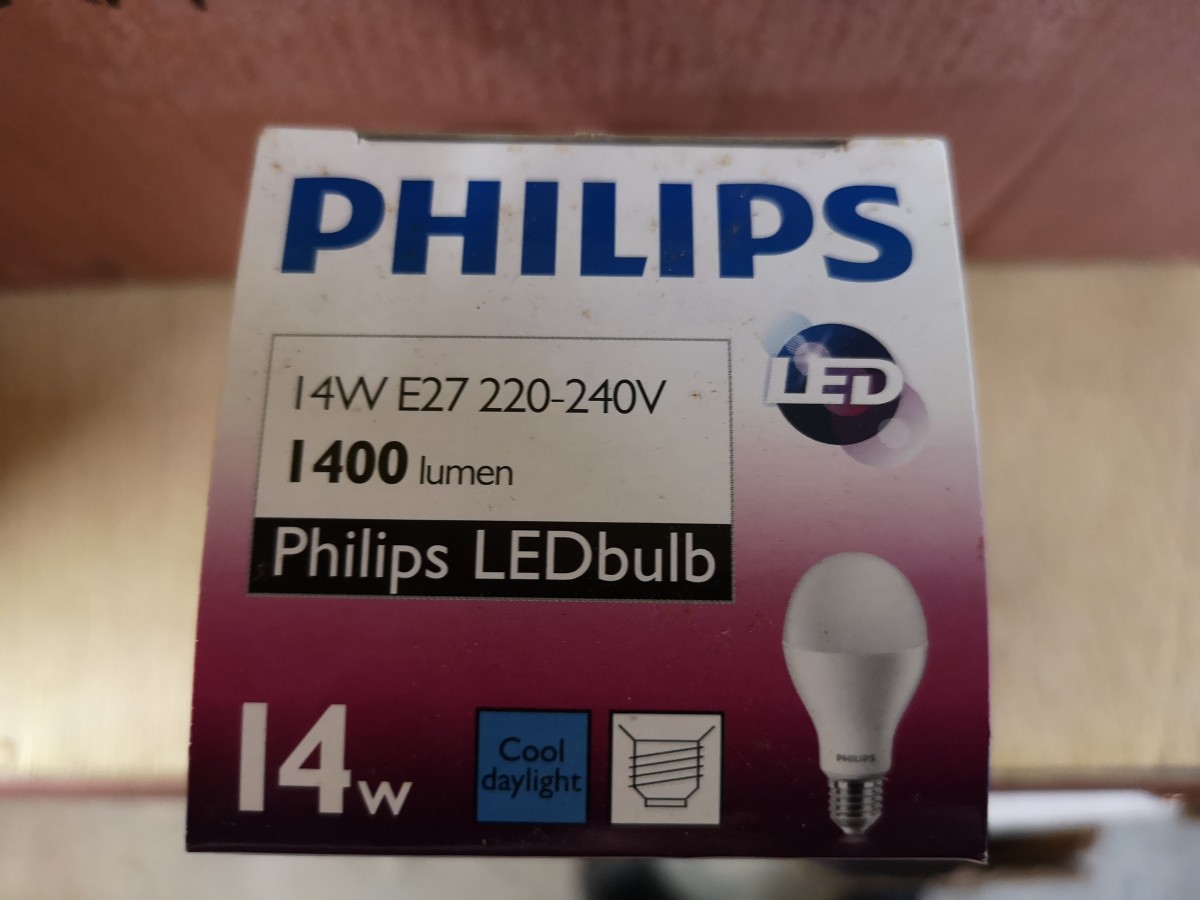 PHILIPS
LED
14W E27 220-240V
1400 lumen
Philips LEDbulb
PHILIPS
14w
Cool
daylight